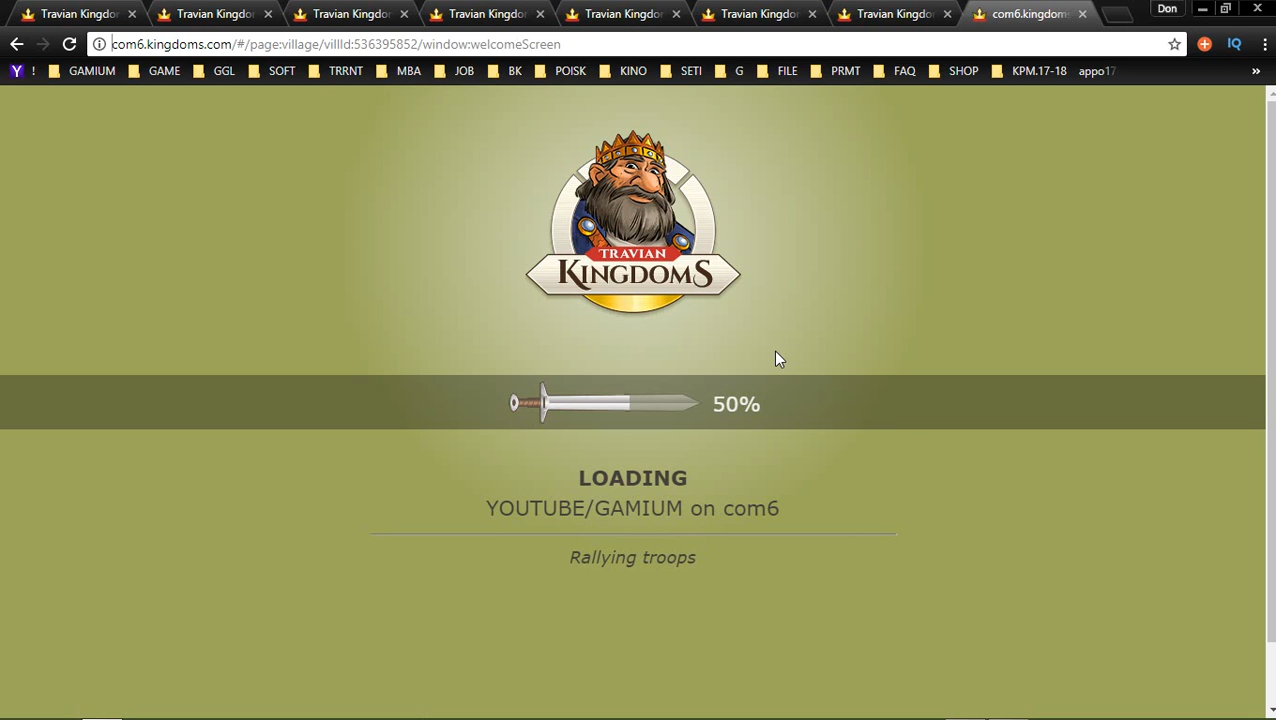 Travian Kingdo Travian Kingdo Travian Kingdo Travian Kingdo Travian Kingdo Travian Kingdo Travian Kingdo com6.kingdoms Don
com6.kingdoms.com/#/page:village/villId:536395852/window:welcomeScreen IQ
! GAMIUM GAME GGL SOFT TRRNT MBA JOB BK POISK KINO SETI G FILE PRMT FAQ SHOP KPM.17-18 appo17 »
TRAVIAN
KINGDOMS
50%
LOADING
YOUTUBE/GAMIUM on com6
Rallying troops